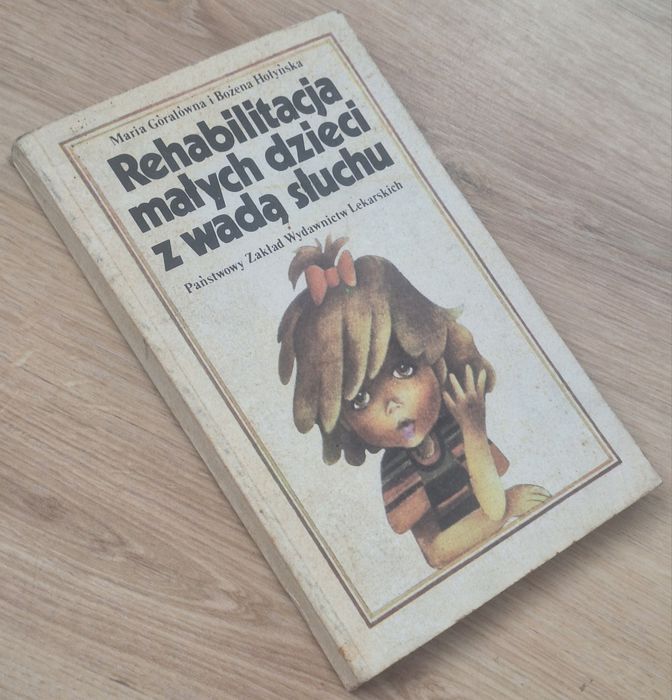 Maria Góralówna i Bożena Hołyńska
Rehabilitacja
małych dzieci
z wadą słuchu
Państwowy Zakład Wydawnictw Lekarskich